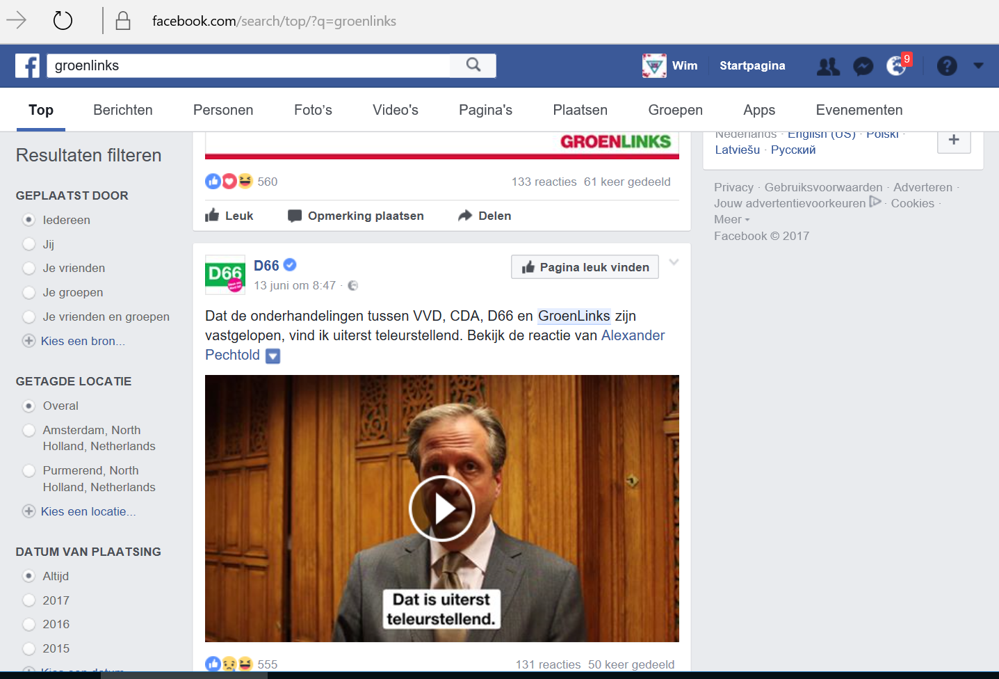 facebook.com/search/top/?q=groenlinks
groenlinks
Wim
Startpagina
9
Top
Berichten
Personen
Foto's
Video's
Pagina's
Plaatsen
Groepen
Apps
Evenementen
Resultaten filteren
GEPLAATST DOOR
Iedereen
Jij
Je vrienden
Je groepen
Je vrienden en groepen
Kies een bron...
GETAGDE LOCATIE
Overal
Amsterdam, North
Holland, Netherlands
Purmerend, North
Holland, Netherlands
Kies een locatie...
DATUM VAN PLAATSING
Altijd
2017
2016
2015
Kies een datum
GROENLINKS
560
133 reacties 61 keer gedeeld
Leuk
Opmerking plaatsen
Delen
D66
D66
13 juni om 8:47 ·
Pagina leuk vinden
Dat de onderhandelingen tussen VVD, CDA, D66 en GroenLinks zijn
vastgelopen, vind ik uiterst teleurstellend. Bekijk de reactie van Alexander
Pechtold
Dat is uiterst
teleurstellend.
555
131 reacties 50 keer gedeeld
Nederlands · English (US) · Polski ·
Latviešu · Русский
+
Privacy · Gebruiksvoorwaarden · Adverteren ·
Jouw advertentievoorkeuren · Cookies ·
Meer
Facebook © 2017